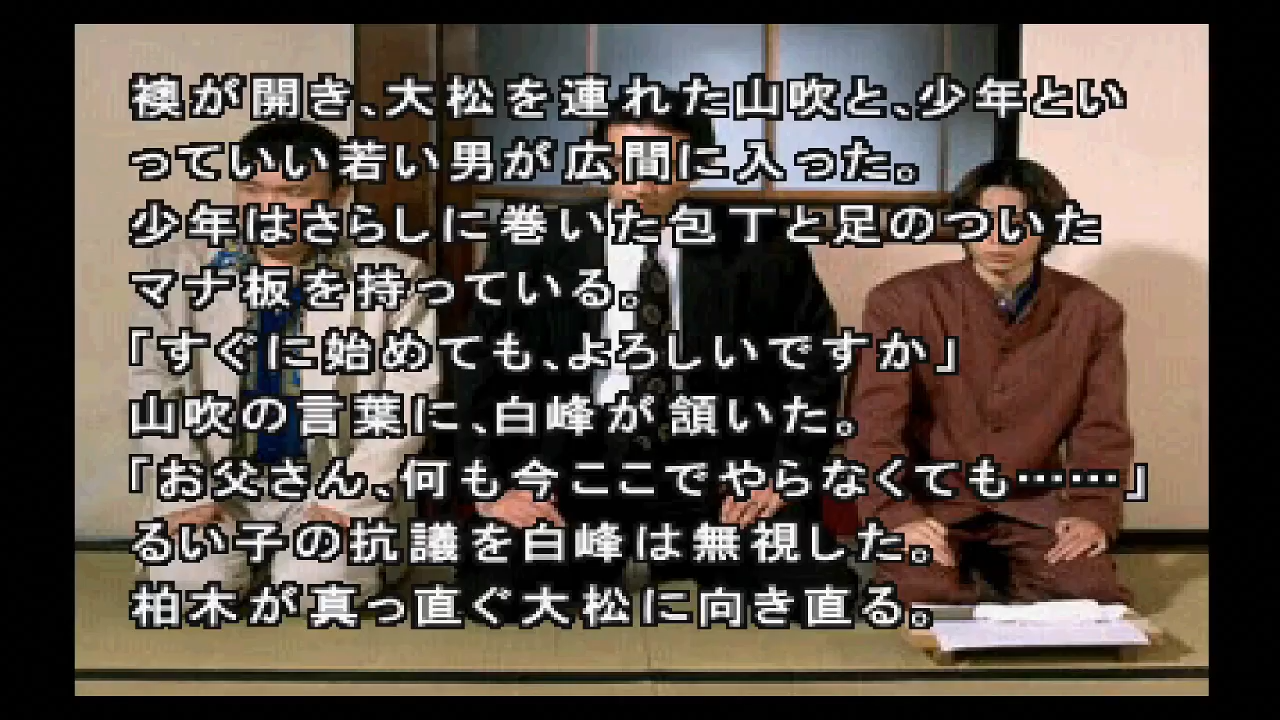 襖が開き、大松を連れた山吹と、少年とい
っていい若い男が広間に入った。
少年はさらしに巻いた包丁と足のついた
マナ板を持っている。
「すぐに始めても、よろしいですか」
山吹の言葉に、白峰が頷いた。
「お父さん、何も今ここでやらなくても……」
るい子の抗議を白峰は無視した。
柏木が真っ直ぐ大松に向き直る。